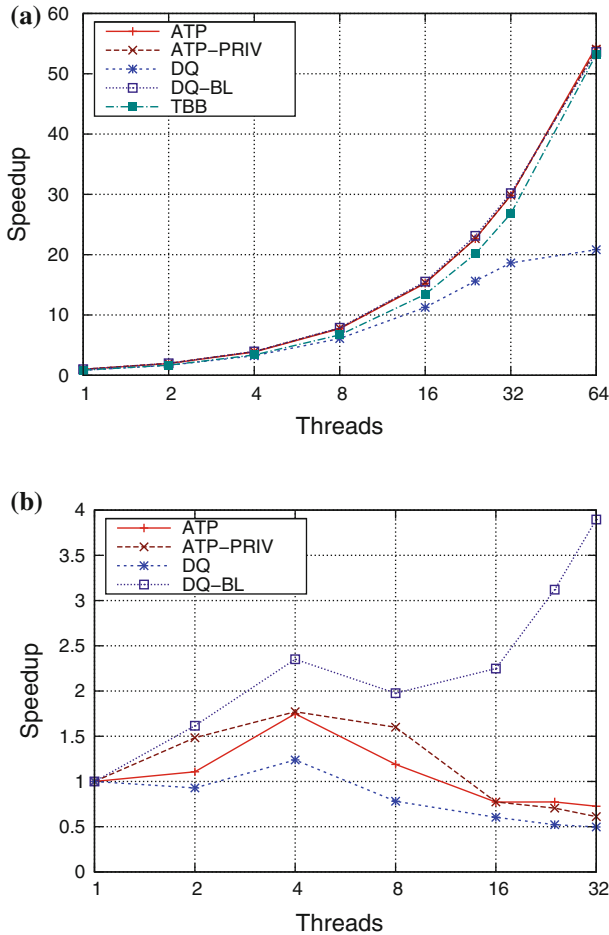 (a)
60
50
40
30
20
10
0
Speedup
ATP
ATP-PRIV
DQ
DQ-BL
TBB
1 2 4 8 16 32 64
Threads
(b)
4
3.5
3
2.5
2
1.5
1
0.5
0
Speedup
ATP
ATP-PRIV
DQ
DQ-BL
1 2 4 8 16 32
Threads